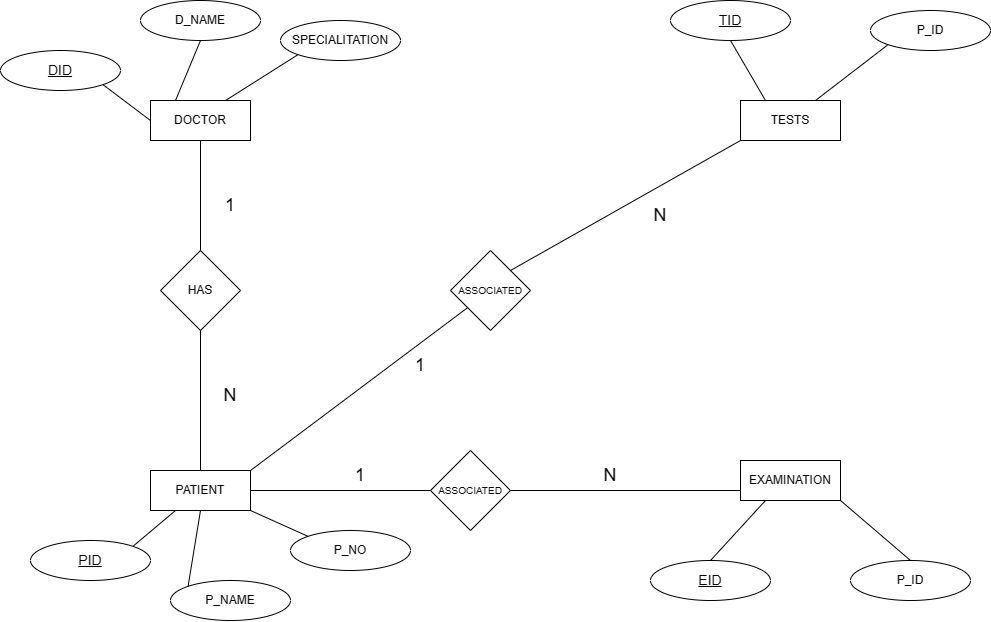 D_NAME
TID
P_ID
SPECIALITATION
DID
DOCTOR
TESTS
1
N
HAS
ASSOCIATED
1
N
PATIENT
1
ASSOCIATED
N
EXAMINATION
P_NO
PID
P_NAME
EID
P_ID